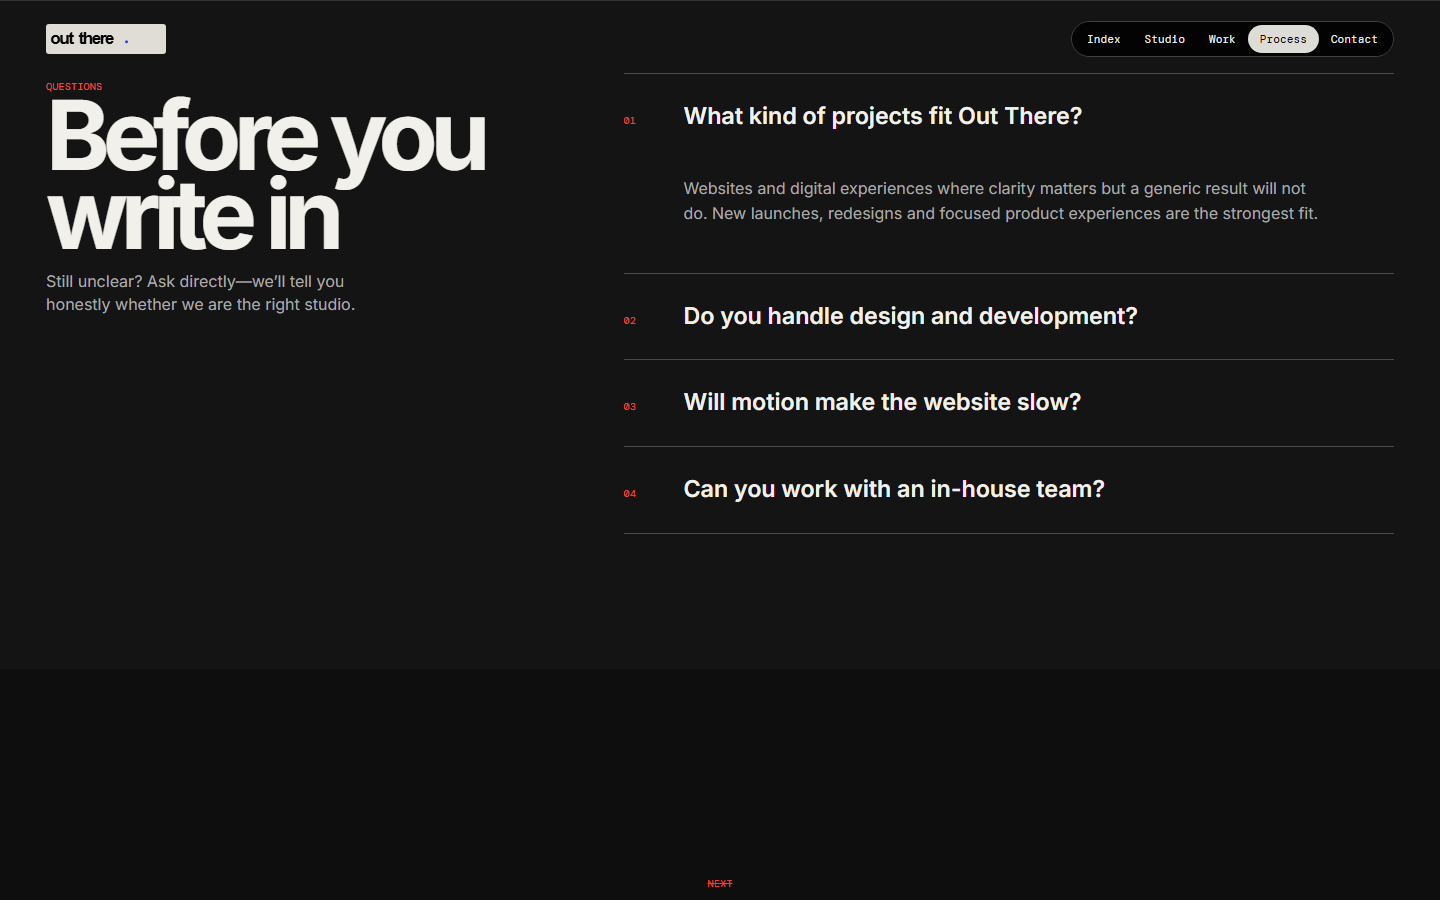 out there .
Index Studio Work Process Contact
QUESTIONS
Before you
write in
Still unclear? Ask directly—we’ll tell you
honestly whether we are the right studio.
01 What kind of projects fit Out There?
Websites and digital experiences where clarity matters but a generic result will not
do. New launches, redesigns and focused product experiences are the strongest fit.
02 Do you handle design and development?
03 Will motion make the website slow?
04 Can you work with an in-house team?
NEXT